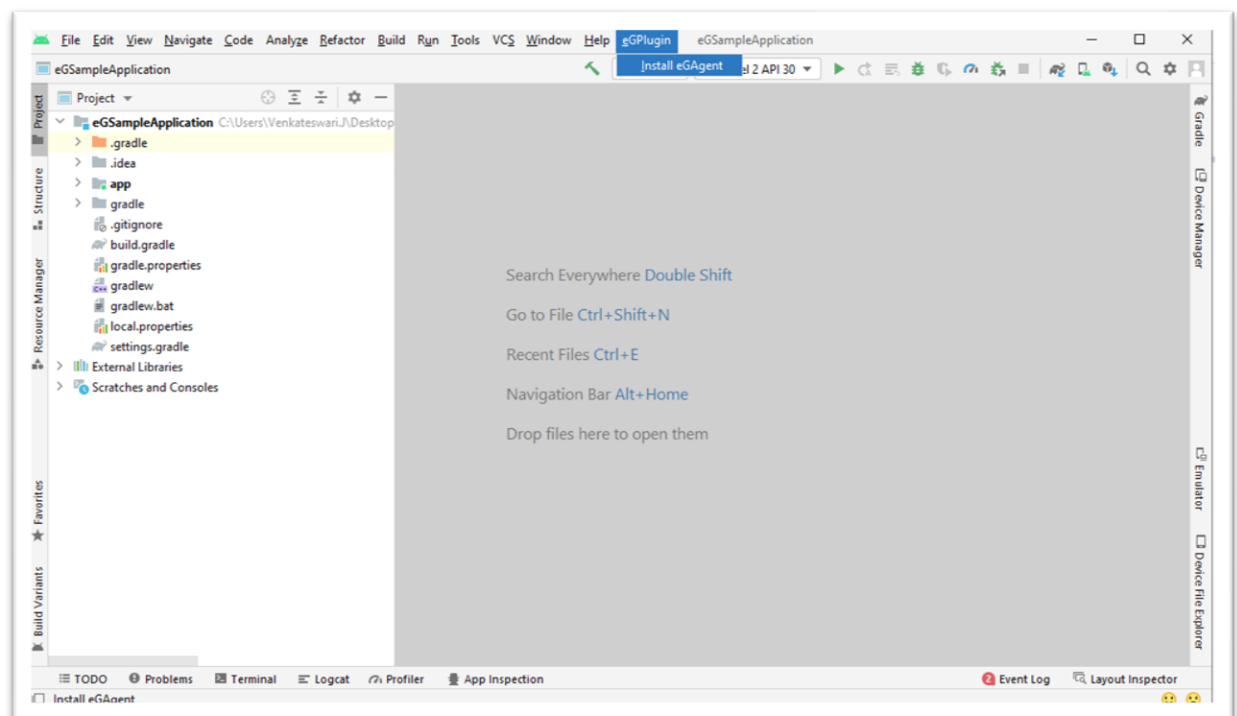 File Edit View Navigate Code Analyze Refactor Build Run Tools VCS Window Help eGPlugin eGSampleApplication
eGSampleApplication
Install eGAgent
el 2 API 30
Project
eGSampleApplication C:\Users\Venkateswari.J\Desktop
.gradle
.idea
app
gradle
.gitignore
build.gradle
gradle.properties
gradlew
gradlew.bat
local.properties
settings.gradle
External Libraries
Scratches and Consoles
Project
Structure
Resource Manager
Favorites
Build Variants
Search Everywhere Double Shift
Go to File Ctrl+Shift+N
Recent Files Ctrl+E
Navigation Bar Alt+Home
Drop files here to open them
Gradle
Device Manager
Emulator
Device File Explorer
TODO Problems Terminal Logcat Profiler App Inspection 2 Event Log Layout Inspector
Install eGAgent